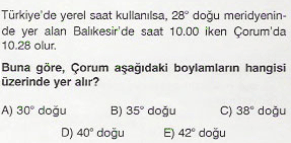 Türkiye'de yerel saat kullanılsa, 28° doğu meridyenin-
de yer alan Balıkesir'de saat 10.00 iken Çorum'da
10.28 olur.
Buna göre, Çorum aşağıdaki boylamların hangisi
üzerinde yer alır?
A) 30° doğu B) 35° doğu C) 38° doğu
D) 40° doğu E) 42° doğu